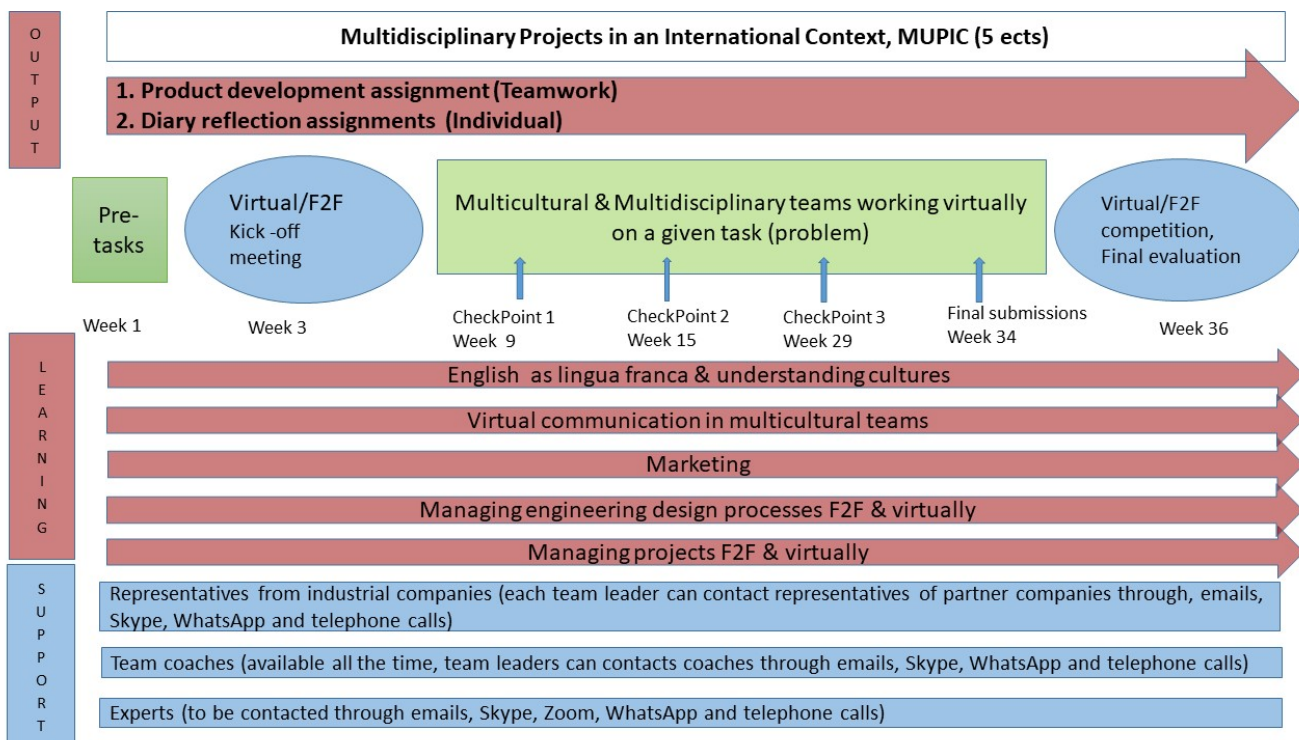 OUTPUT
Multidisciplinary Projects in an International Context, MUPIC (5 ects)
1. Product development assignment (Teamwork)
2. Diary reflection assignments (Individual)
Pre-
tasks
Virtual/F2F
Kick -off
meeting
Multicultural & Multidisciplinary teams working virtually
on a given task (problem)
Virtual/F2F
competition,
Final evaluation
Week 1
Week 3
CheckPoint 1
Week 9
CheckPoint 2
Week 15
CheckPoint 3
Week 29
Final submissions
Week 34
Week 36
LEARNING
English as lingua franca & understanding cultures
Virtual communication in multicultural teams
Marketing
Managing engineering design processes F2F & virtually
Managing projects F2F & virtually
SUPPORT
Representatives from industrial companies (each team leader can contact representatives of partner companies through, emails,
Skype, WhatsApp and telephone calls)
Team coaches (available all the time, team leaders can contacts coaches through emails, Skype, WhatsApp and telephone calls)
Experts (to be contacted through emails, Skype, Zoom, WhatsApp and telephone calls)